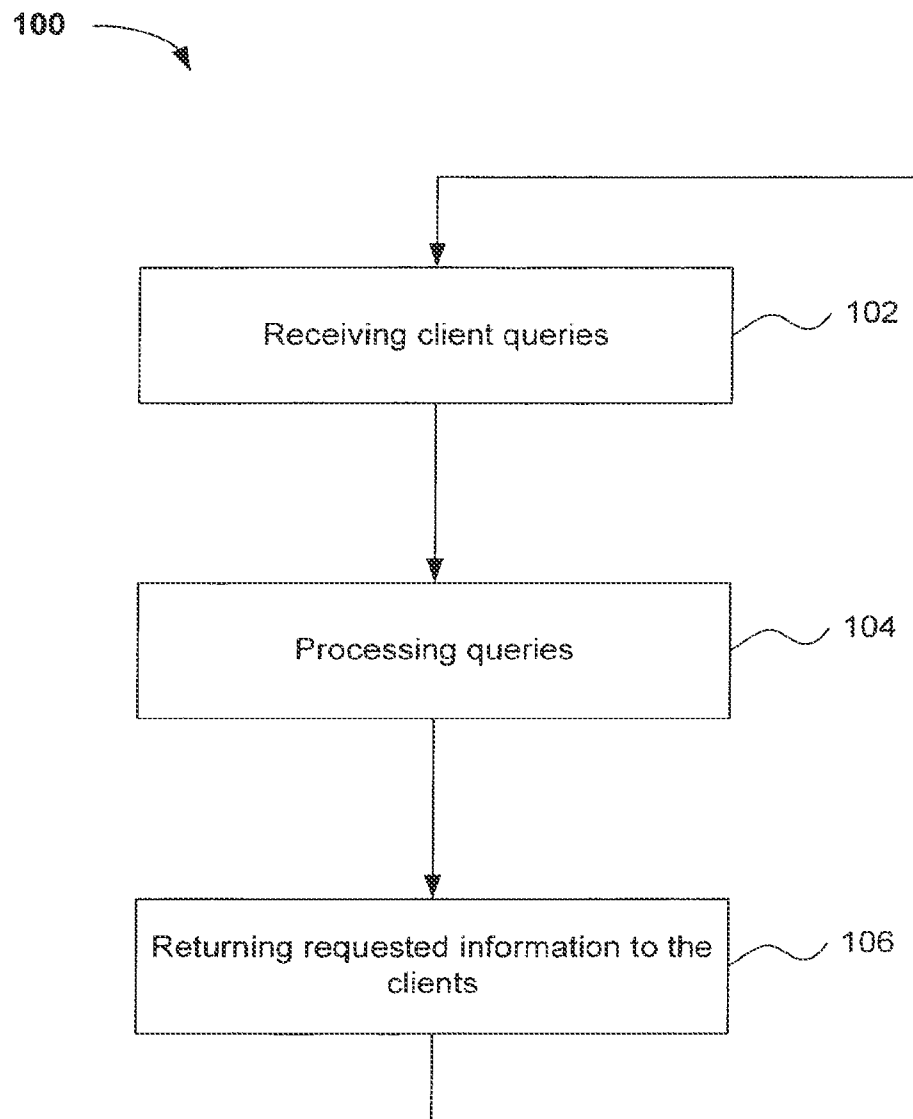 100
Receiving client queries
102
Processing queries
104
Returning requested information to the
clients
106